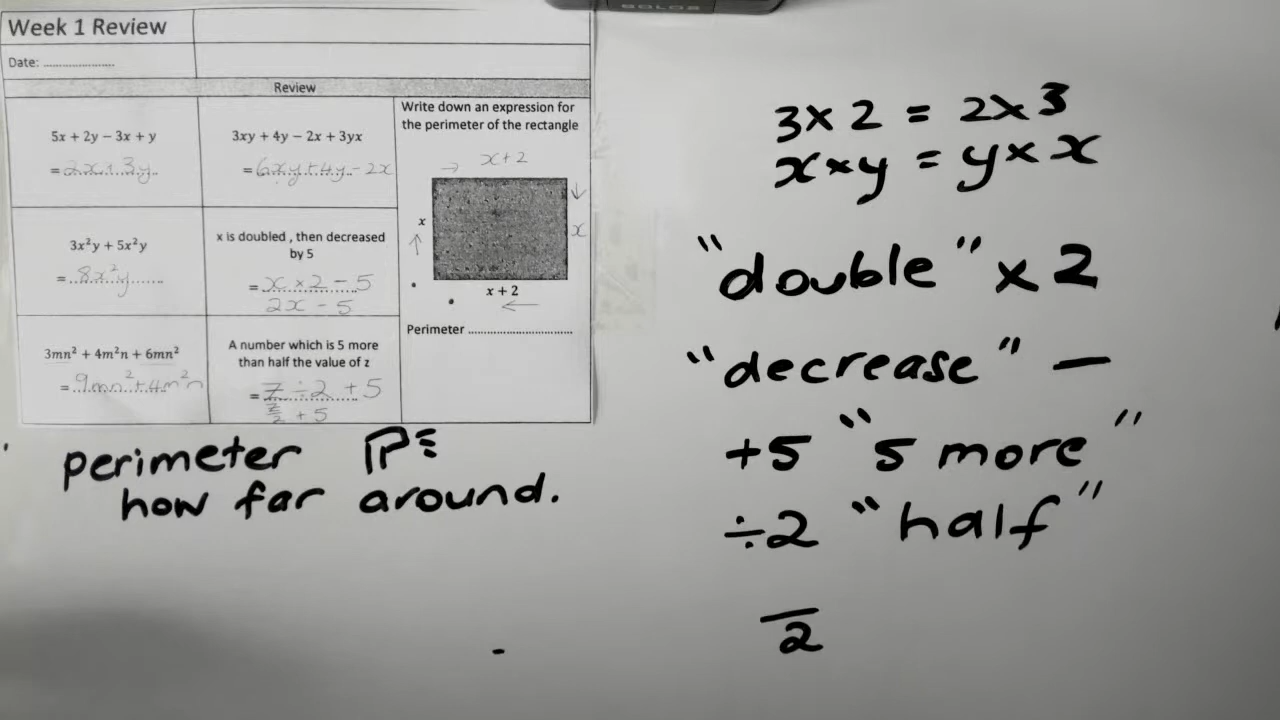 Week 1 Review
Date: ......................
Review
5x + 2y − 3x + y
= 2x + 3y
3xy + 4y − 2x + 3yx
= 6xy + 4y - 2x
Write down an expression for
the perimeter of the rectangle
x+2
x
x
x + 2
Perimeter ................................
3x²y + 5x²y
= 8x²y
x is doubled , then decreased
by 5
= x × 2 - 5
2x - 5
3mn² + 4m²n + 6mn²
= 9mn² + 4m²n
A number which is 5 more
than half the value of z
= z ÷ 2 + 5
z/2 + 5
perimeter
how far around.
3 × 2 = 2 × 3
x × y = y × x
"double" × 2
"decrease" −
+5 "5 more"
÷2 "half"
—
2